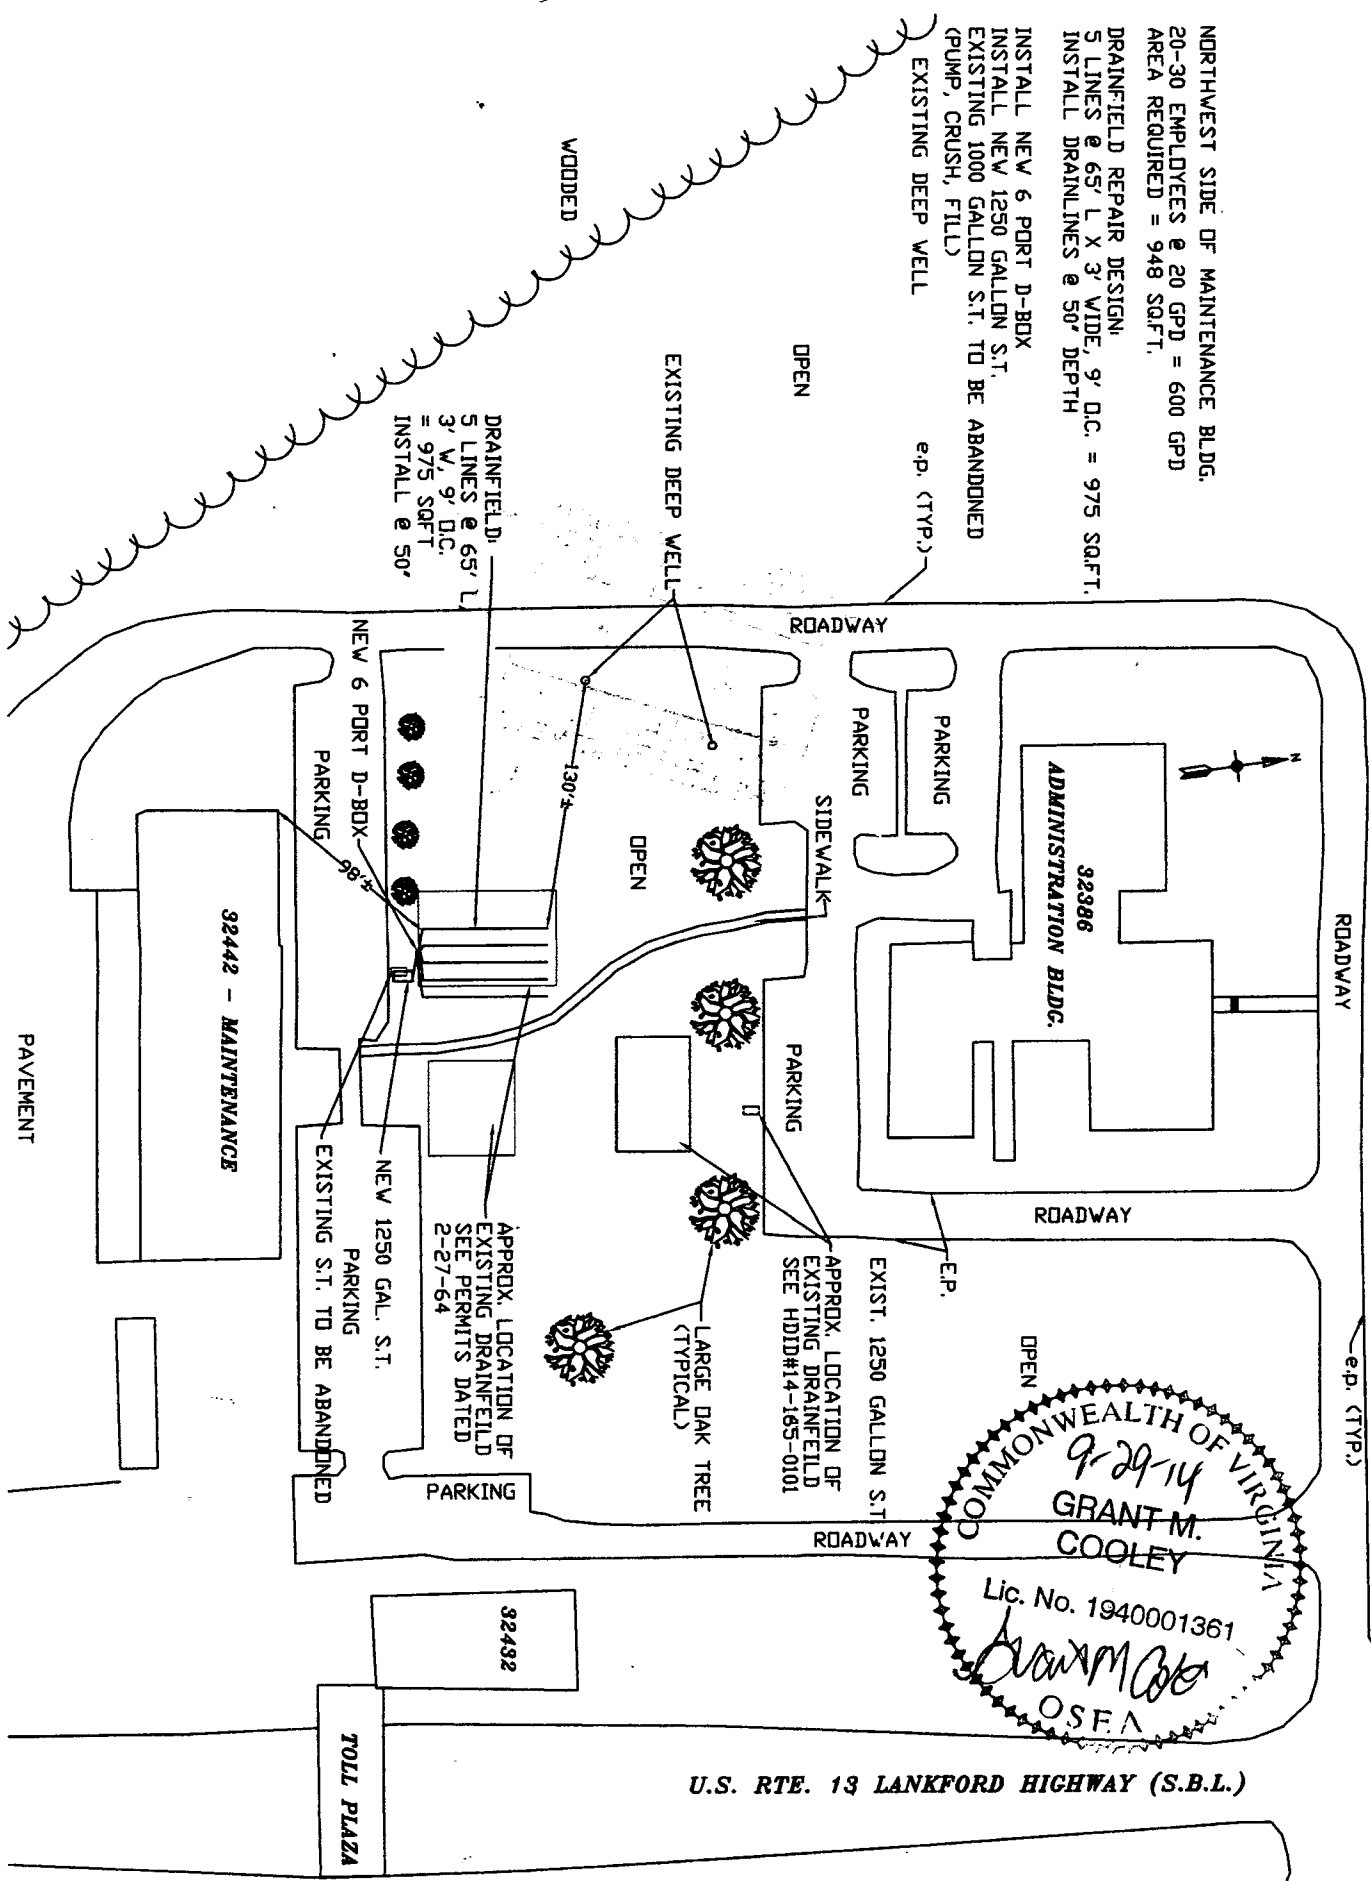 NORTHWEST SIDE OF MAINTENANCE BLDG.
20-30 EMPLOYEES @ 20 GPD = 600 GPD
AREA REQUIRED = 948 SQ.FT.
DRAINFIELD REPAIR DESIGN:
5 LINES @ 65' L X 3' WIDE, 9' O.C. = 975 SQ.FT.
INSTALL DRAINLINES @ 50" DEPTH
INSTALL NEW 6 PORT D-BOX
INSTALL NEW 1250 GALLON S.T.
EXISTING 1000 GALLON S.T. TO BE ABANDONED
(PUMP, CRUSH, FILL)
EXISTING DEEP WELL
e.p. (TYP.)
OPEN
WOODED
EXISTING DEEP WELL
DRAINFIELD:
5 LINES @ 65' L,
3' W, 9' O.C.
= 975 SQFT
INSTALL @ 50"
ROADWAY
NEW 6 PORT D-BOX
PARKING
PARKING
PARKING
N
32386
ADMINISTRATION BLDG.
SIDEWALK
130'±
98'±
OPEN
ROADWAY
32442 - MAINTENANCE
PAVEMENT
PARKING
ROADWAY
E.P.
EXIST. 1250 GALLON S.T.
APPROX. LOCATION OF
EXISTING DRAINFEILD
SEE HDID#14-165-0101
LARGE OAK TREE
(TYPICAL)
APPROX. LOCATION OF
EXISTING DRAINFEILD
SEE PERMITS DATED
2-27-64
NEW 1250 GAL. S.T.
PARKING
EXISTING S.T. TO BE ABANDONED
PARKING
OPEN
e.p. (TYP.)
ROADWAY
COMMONWEALTH OF VIRGINIA
9-29-14
GRANT M.
COOLEY
Lic. No. 1940001361
OSEA
32432
TOLL PLAZA
U.S. RTE. 13 LANKFORD HIGHWAY (S.B.L.)